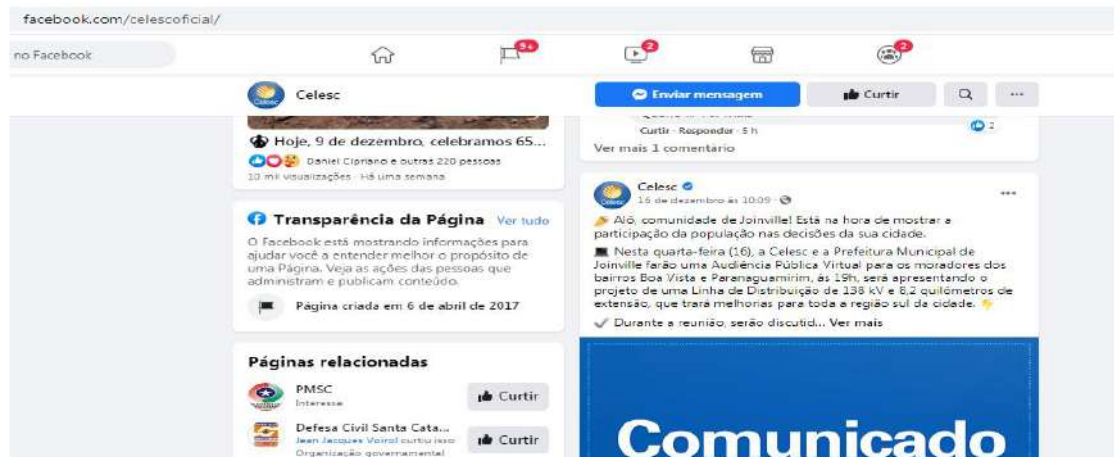 facebook.com/celescoficial/
no Facebook
9+
2
2
Celesc
Enviar mensagem
Curtir
Hoje, 9 de dezembro, celebramos 65...
Daniel Cipriano e outras 220 pessoas
10 mil visualizações · Há uma semana
Transparência da Página Ver tudo
O Facebook está mostrando informações para
ajudar você a entender melhor o propósito de
uma Página. Veja as ações das pessoas que
administram e publicam conteúdo.
Página criada em 6 de abril de 2017
Páginas relacionadas
PMSC
Interesse
Curtir
Defesa Civil Santa Cata...
Jean Jacques Voirol curtiu isso
Organização governamental
Curtir
Curtir · Responder · 5 h
2
Ver mais 1 comentário
Celesc
16 de dezembro às 10:09
Alô, comunidade de Joinville! Está na hora de mostrar a
participação da população nas decisões da sua cidade.
Nesta quarta-feira (16), a Celesc e a Prefeitura Municipal de
Joinville farão uma Audiência Pública Virtual para os moradores dos
bairros Boa Vista e Paranaguamirim, às 19h, será apresentando o
projeto de uma Linha de Distribuição de 138 kV e 8,2 quilômetros de
extensão, que trará melhorias para toda a região sul da cidade.
Durante a reunião, serão discutid... Ver mais
Comunicado